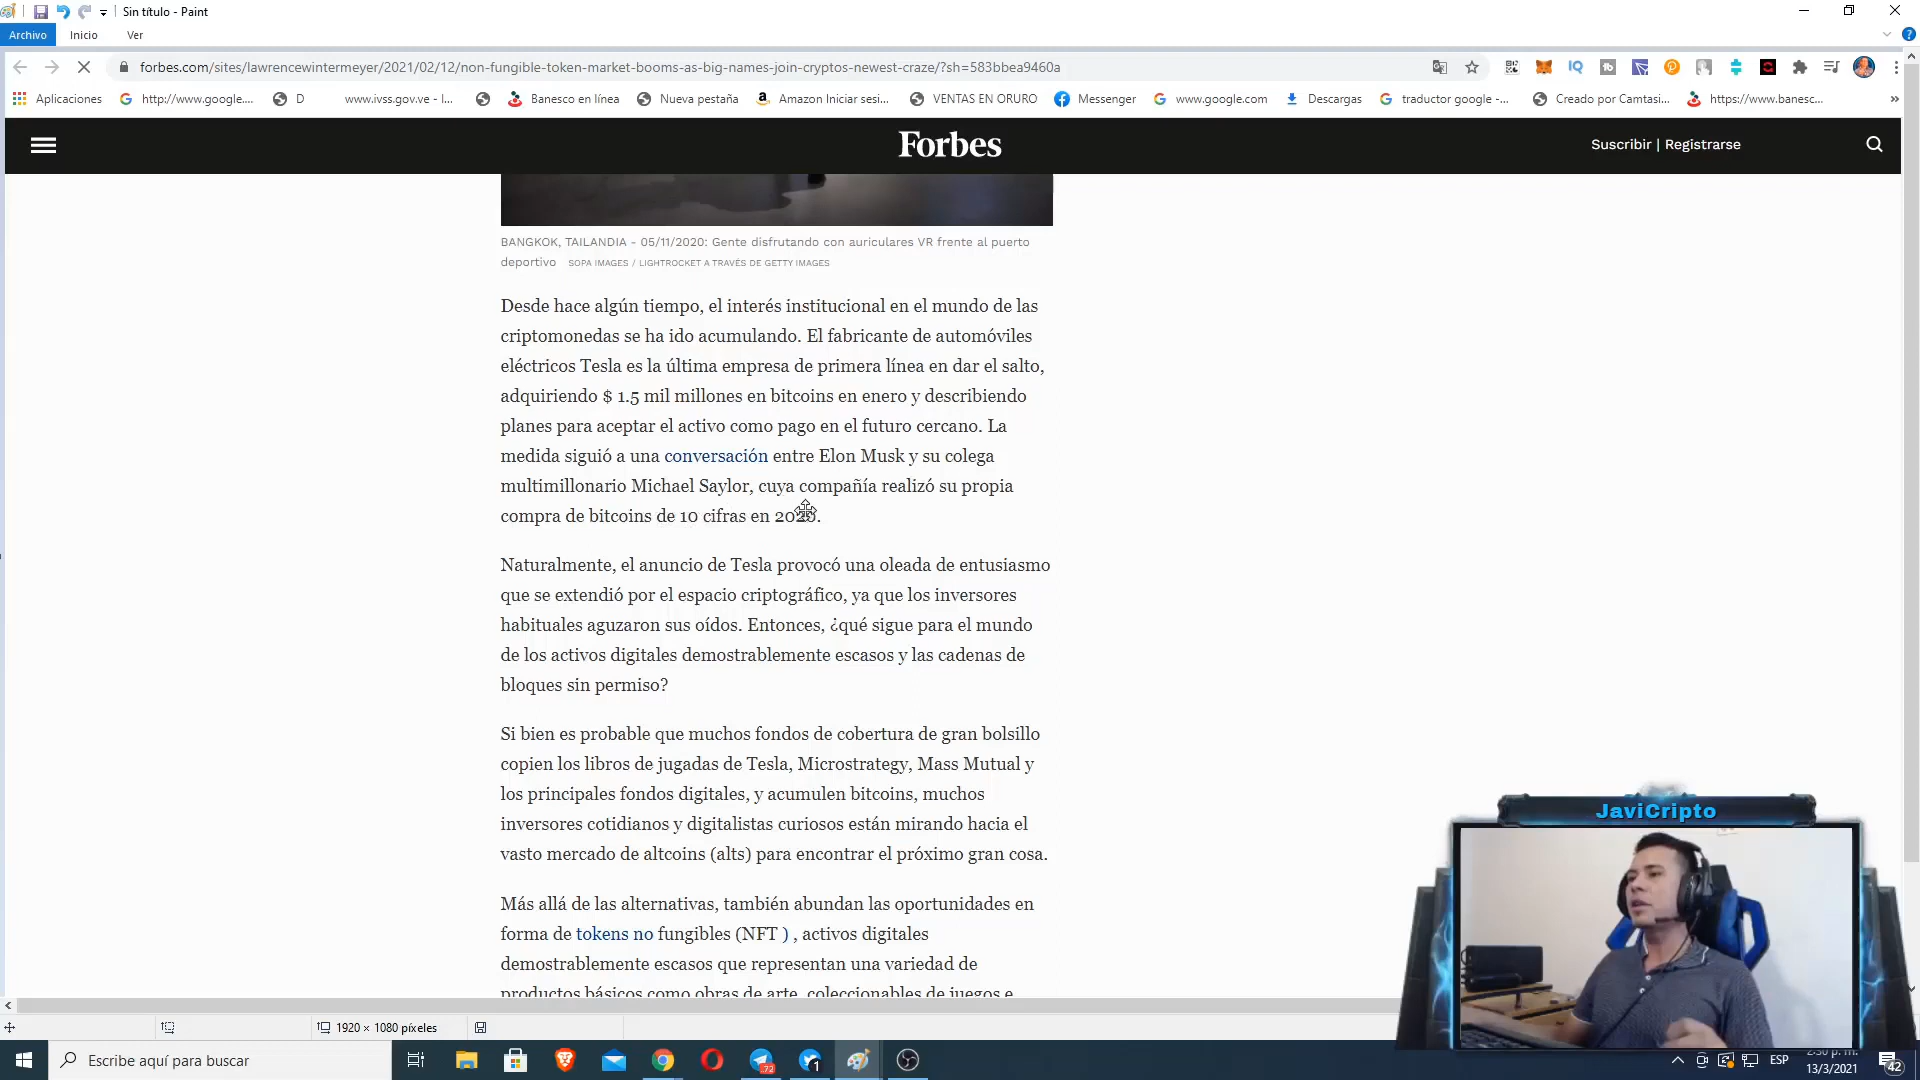 Sin título - Paint
Archivo Inicio Ver
forbes.com/sites/lawrencewintermeyer/2021/02/12/non-fungible-token-market-booms-as-big-names-join-cryptos-newest-craze/?sh=583bbea9460a
Aplicaciones http://www.google.... D www.ivss.gov.ve - I... Banesco en línea Nueva pestaña Amazon Iniciar sesi... VENTAS EN ORURO Messenger www.google.com Descargas traductor google -... Creado por Camtasi... https://www.banesc... »
Forbes
Suscribir | Registrarse
BANGKOK, TAILANDIA - 05/11/2020: Gente disfrutando con auriculares VR frente al puerto
deportivo SOPA IMAGES / LIGHTROCKET A TRAVÉS DE GETTY IMAGES
Desde hace algún tiempo, el interés institucional en el mundo de las
criptomonedas se ha ido acumulando. El fabricante de automóviles
eléctricos Tesla es la última empresa de primera línea en dar el salto,
adquiriendo $ 1.5 mil millones en bitcoins en enero y describiendo
planes para aceptar el activo como pago en el futuro cercano. La
medida siguió a una conversación entre Elon Musk y su colega
multimillonario Michael Saylor, cuya compañía realizó su propia
compra de bitcoins de 10 cifras en 2020.
Naturalmente, el anuncio de Tesla provocó una oleada de entusiasmo
que se extendió por el espacio criptográfico, ya que los inversores
habituales aguzaron sus oídos. Entonces, ¿qué sigue para el mundo
de los activos digitales demostrablemente escasos y las cadenas de
bloques sin permiso?
Si bien es probable que muchos fondos de cobertura de gran bolsillo
copien los libros de jugadas de Tesla, Microstrategy, Mass Mutual y
los principales fondos digitales, y acumulen bitcoins, muchos
inversores cotidianos y digitalistas curiosos están mirando hacia el
vasto mercado de altcoins (alts) para encontrar el próximo gran cosa.
Más allá de las alternativas, también abundan las oportunidades en
forma de tokens no fungibles (NFT ) , activos digitales
demostrablemente escasos que representan una variedad de
productos básicos como obras de arte, coleccionables de juegos e
JaviCripto
1920 × 1080 píxeles
Escribe aquí para buscar
72
1
ESP
2:30 p. m.
13/3/2021
42